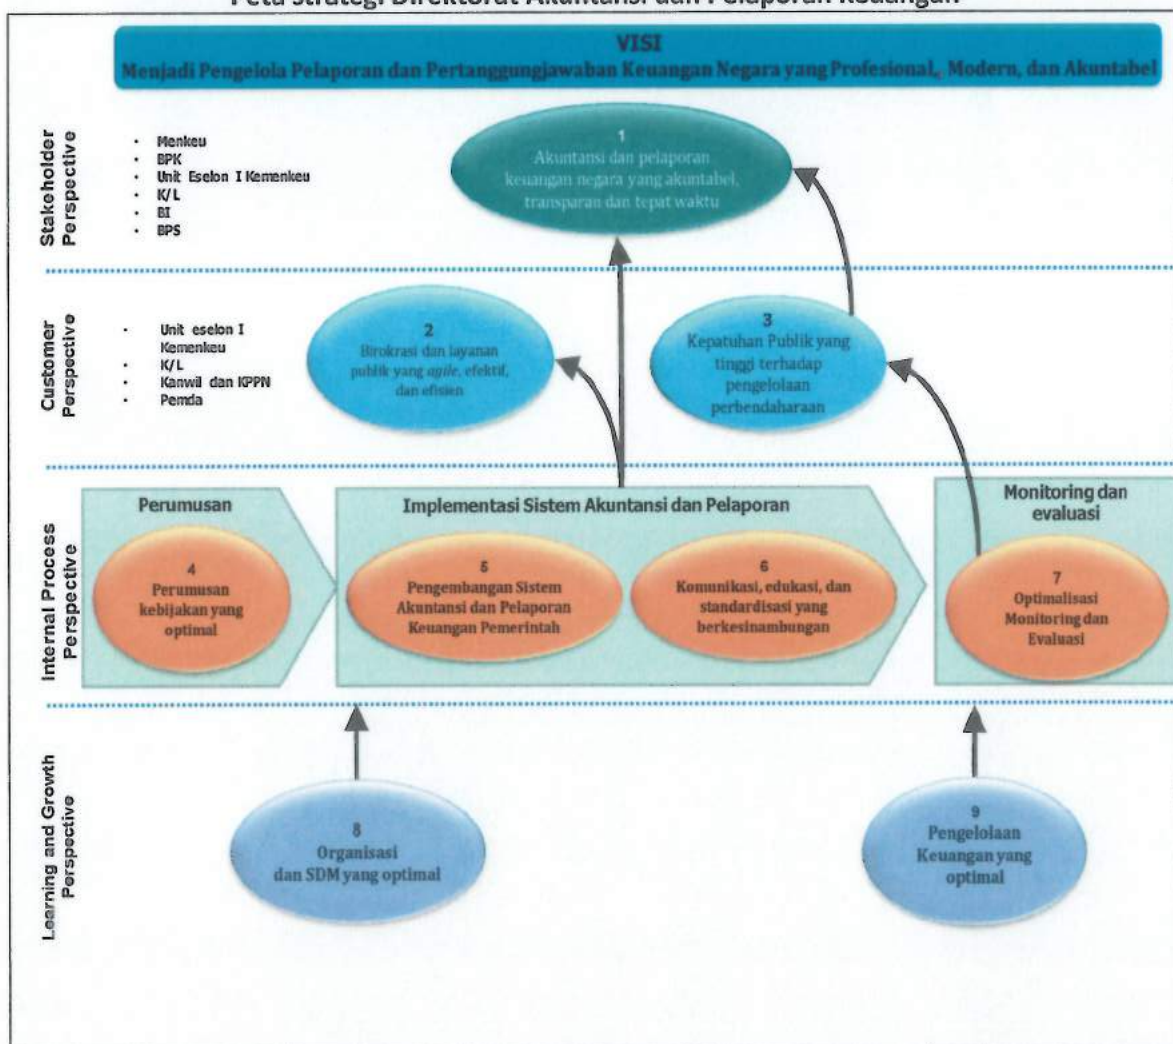 Peta strategi Direktorat Akuntansi dan Pelaporan Keuangan
VISI
Menjadi Pengelola Pelaporan dan Pertanggungjawaban Keuangan Negara yang Profesional, Modern, dan Akuntabel
Stakeholder
Perspective
• Menkeu
• BPK
• Unit Eselon I Kemenkeu
• K/L
• BI
• BPS
1
Akuntansi dan pelaporan
keuangan negara yang akuntabel,
transparan dan tepat waktu
Customer
Perspective
• Unit eselon I
Kemenkeu
• K/L
• Kanwil dan KPPN
• Pemda
2
Birokrasi dan layanan
publik yang agile, efektif,
dan efisien
3
Kepatuhan Publik yang
tinggi terhadap
pengelolaan
perbendaharaan
Internal Process
Perspective
Perumusan
4
Perumusan
kebijakan yang
optimal
Implementasi Sistem Akuntansi dan Pelaporan
5
Pengembangan Sistem
Akuntansi dan Pelaporan
Keuangan Pemerintah
6
Komunikasi, edukasi, dan
standardisasi yang
berkesinambungan
Monitoring dan
evaluasi
7
Optimalisasi
Monitoring dan
Evaluasi
Learning and Growth
Perspective
8
Organisasi
dan SDM yang optimal
9
Pengelolaan
Keuangan yang
optimal